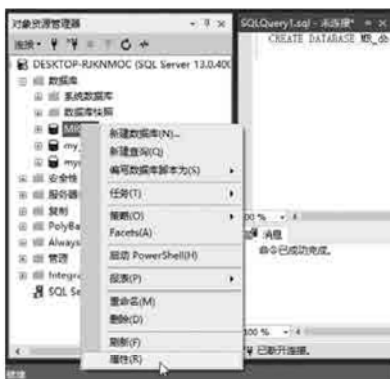 对象资源管理器
SQLQuery1.sql - 未连接*
连接
CREATE DATABASE MR_
DESKTOP-RJKNMOC (SQL Server 13.0.400
数据库
系统数据库
数据库快照
my_
安全性
服务器
复制
PolyBa
Always
管理
Integra
SQL Se
新建数据库(N)...
新建查询(Q)
编写数据库脚本为(S)
任务(T)
策略(O)
Facets(A)
启动 PowerShell(H)
报表(P)
重命名(M)
删除(D)
刷新(F)
属性(R)
00 %
消息
命令已成功完成。
100 %
已断开连接。
就绪